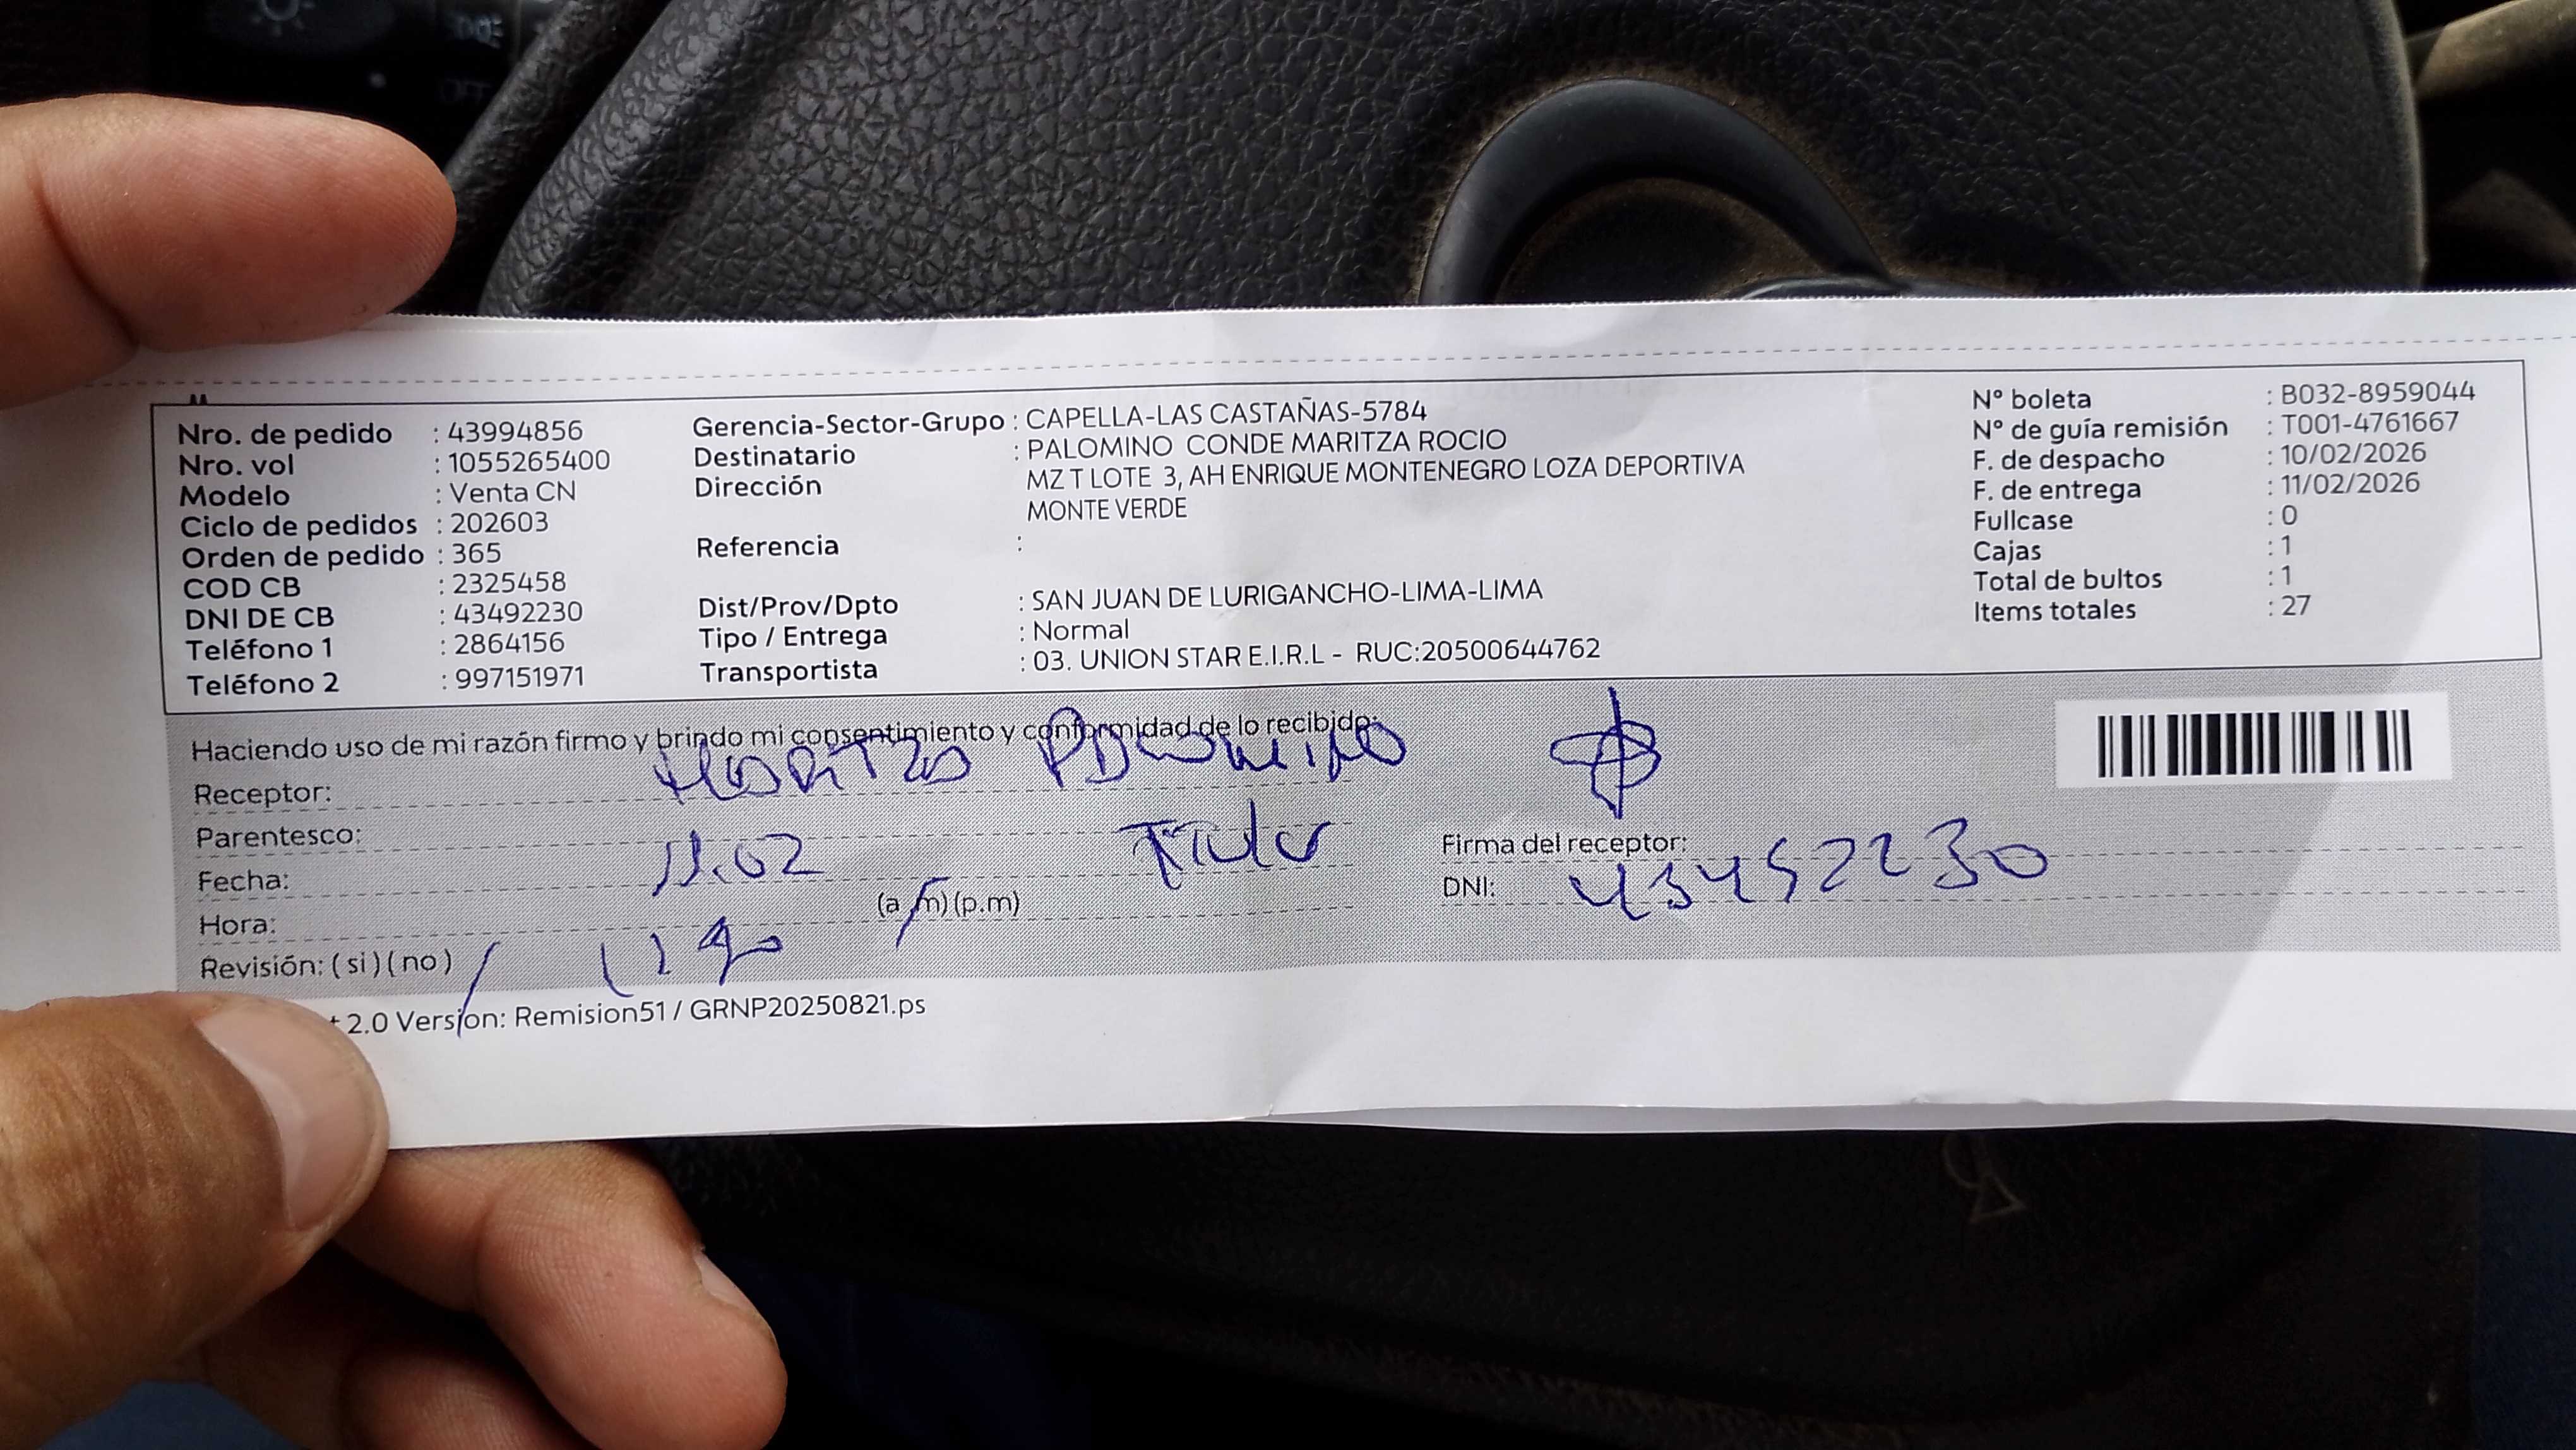 Nro. de pedido : 43994856
Nro. vol : 1055265400
Modelo : Venta CN
Ciclo de pedidos : 202603
Orden de pedido : 365
COD CB : 2325458
DNI DE CB : 43492230
Teléfono 1 : 2864156
Teléfono 2 : 997151971
Gerencia-Sector-Grupo : CAPELLA-LAS CASTAÑAS-5784
Destinatario : PALOMINO CONDE MARITZA ROCIO
Dirección MZ T LOTE 3, AH ENRIQUE MONTENEGRO LOZA DEPORTIVA
MONTE VERDE
Referencia :
Dist/Prov/Dpto : SAN JUAN DE LURIGANCHO-LIMA-LIMA
Tipo / Entrega : Normal
Transportista : 03. UNION STAR E.I.R.L - RUC:20500644762
N° boleta : B032-8959044
N° de guía remisión : T001-4761667
F. de despacho : 10/02/2026
F. de entrega : 11/02/2026
Fullcase : 0
Cajas : 1
Total de bultos : 1
Items totales : 27
Haciendo uso de mi razón firmo y brindo mi consentimiento y conformidad de lo recibido:
Receptor: Maritza Palomino
Parentesco: Titular
Fecha: 11.02
Hora: (a.m)(p.m)
Revisión: (si)(no)
Firma del receptor:
DNI: 43492230
2.0 Version: Remision51 / GRNP20250821.ps